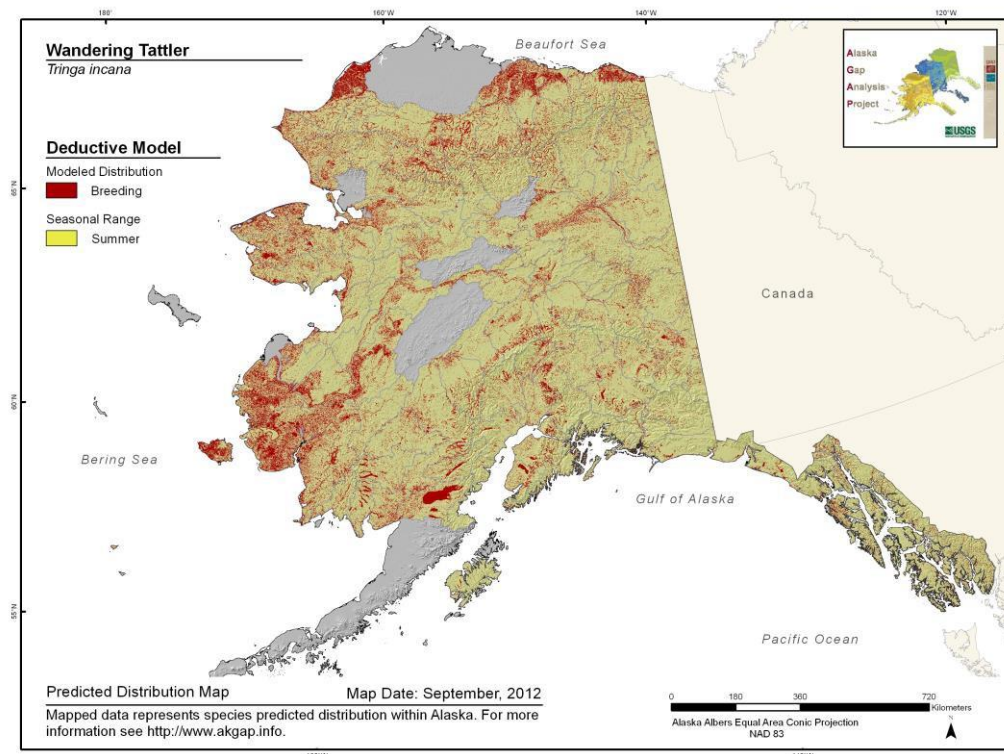 180°
160°W
140°W
120°W
Wandering Tattler
Tringa incana
Beaufort Sea
Alaska
Gap
Analysis
Project
USGS
Deductive Model
Modeled Distribution
Breeding
Seasonal Range
Summer
65°N
Canada
60°N
Bering Sea
Gulf of Alaska
55°N
Pacific Ocean
Predicted Distribution Map
Map Date: September, 2012
Mapped data represents species predicted distribution within Alaska. For more
information see http://www.akgap.info.
0 180 360 720
Kilometers
Alaska Albers Equal Area Conic Projection
NAD 83
N